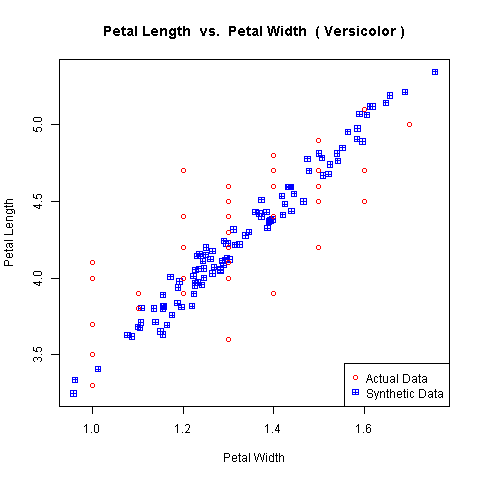 Petal Length vs. Petal Width ( Versicolor )
5.0
4.5
4.0
3.5
Petal Length
1.0 1.2 1.4 1.6
Petal Width
Actual Data
Synthetic Data